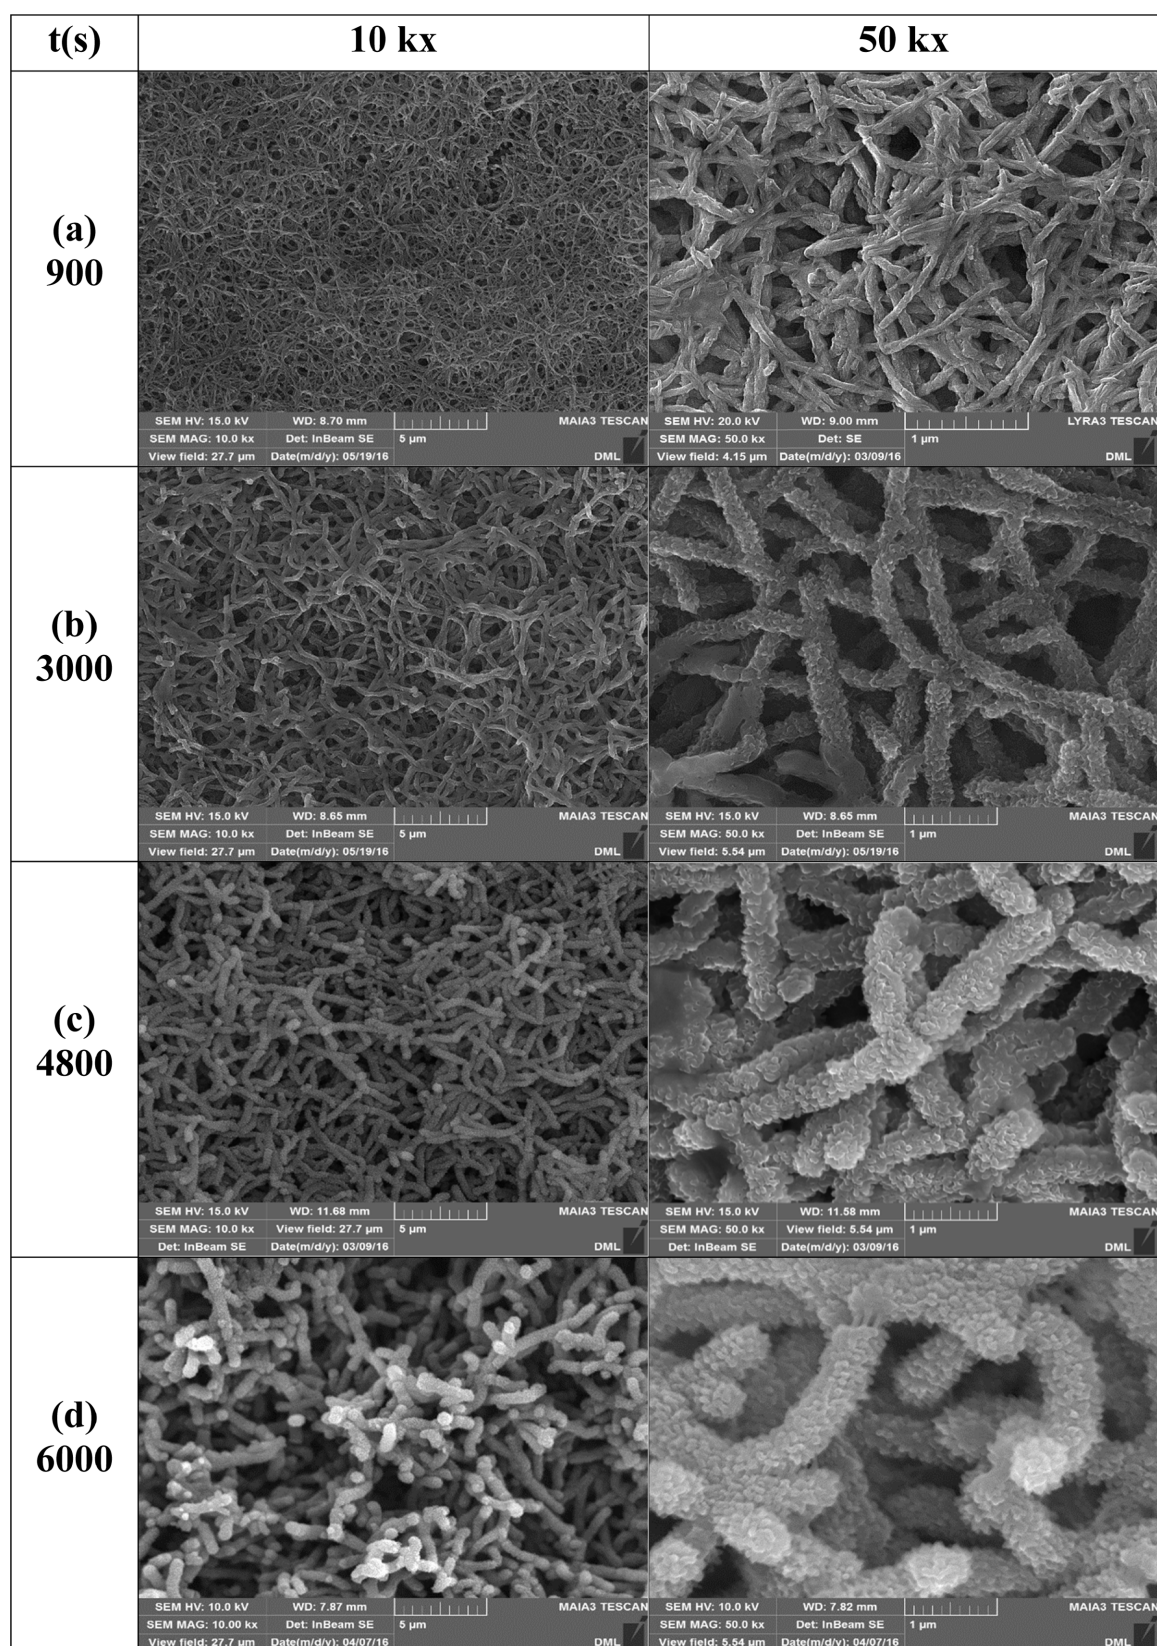 t(s) 10 kx 50 kx
(a)
900
SEM HV: 15.0 kV WD: 8.70 mm MAIA3 TESCAN
SEM MAG: 10.0 kx Det: InBeam SE 5 µm
View field: 27.7 µm Date(m/d/y): 05/19/16 DML
SEM HV: 20.0 kV WD: 9.00 mm LYRA3 TESCAN
SEM MAG: 50.0 kx Det: SE 1 µm
View field: 4.15 µm Date(m/d/y): 03/09/16 DML
(b)
3000
SEM HV: 15.0 kV WD: 8.65 mm MAIA3 TESCAN
SEM MAG: 10.0 kx Det: InBeam SE 5 µm
View field: 27.7 µm Date(m/d/y): 05/19/16 DML
SEM HV: 15.0 kV WD: 8.65 mm MAIA3 TESCAN
SEM MAG: 50.0 kx Det: InBeam SE 1 µm
View field: 5.54 µm Date(m/d/y): 05/19/16 DML
(c)
4800
SEM HV: 15.0 kV WD: 11.68 mm MAIA3 TESCAN
SEM MAG: 10.0 kx View field: 27.7 µm 5 µm
Det: InBeam SE Date(m/d/y): 03/09/16 DML
SEM HV: 15.0 kV WD: 11.58 mm MAIA3 TESCAN
SEM MAG: 50.0 kx View field: 5.54 µm 1 µm
Det: InBeam SE Date(m/d/y): 03/09/16 DML
(d)
6000
SEM HV: 10.0 kV WD: 7.87 mm MAIA3 TESCAN
SEM MAG: 10.00 kx Det: InBeam SE 5 µm
View field: 27.7 µm Date(m/d/y): 04/07/16 DML
SEM HV: 10.0 kV WD: 7.82 mm MAIA3 TESCAN
SEM MAG: 50.0 kx Det: InBeam SE 1 µm
View field: 5.54 µm Date(m/d/y): 04/07/16 DML